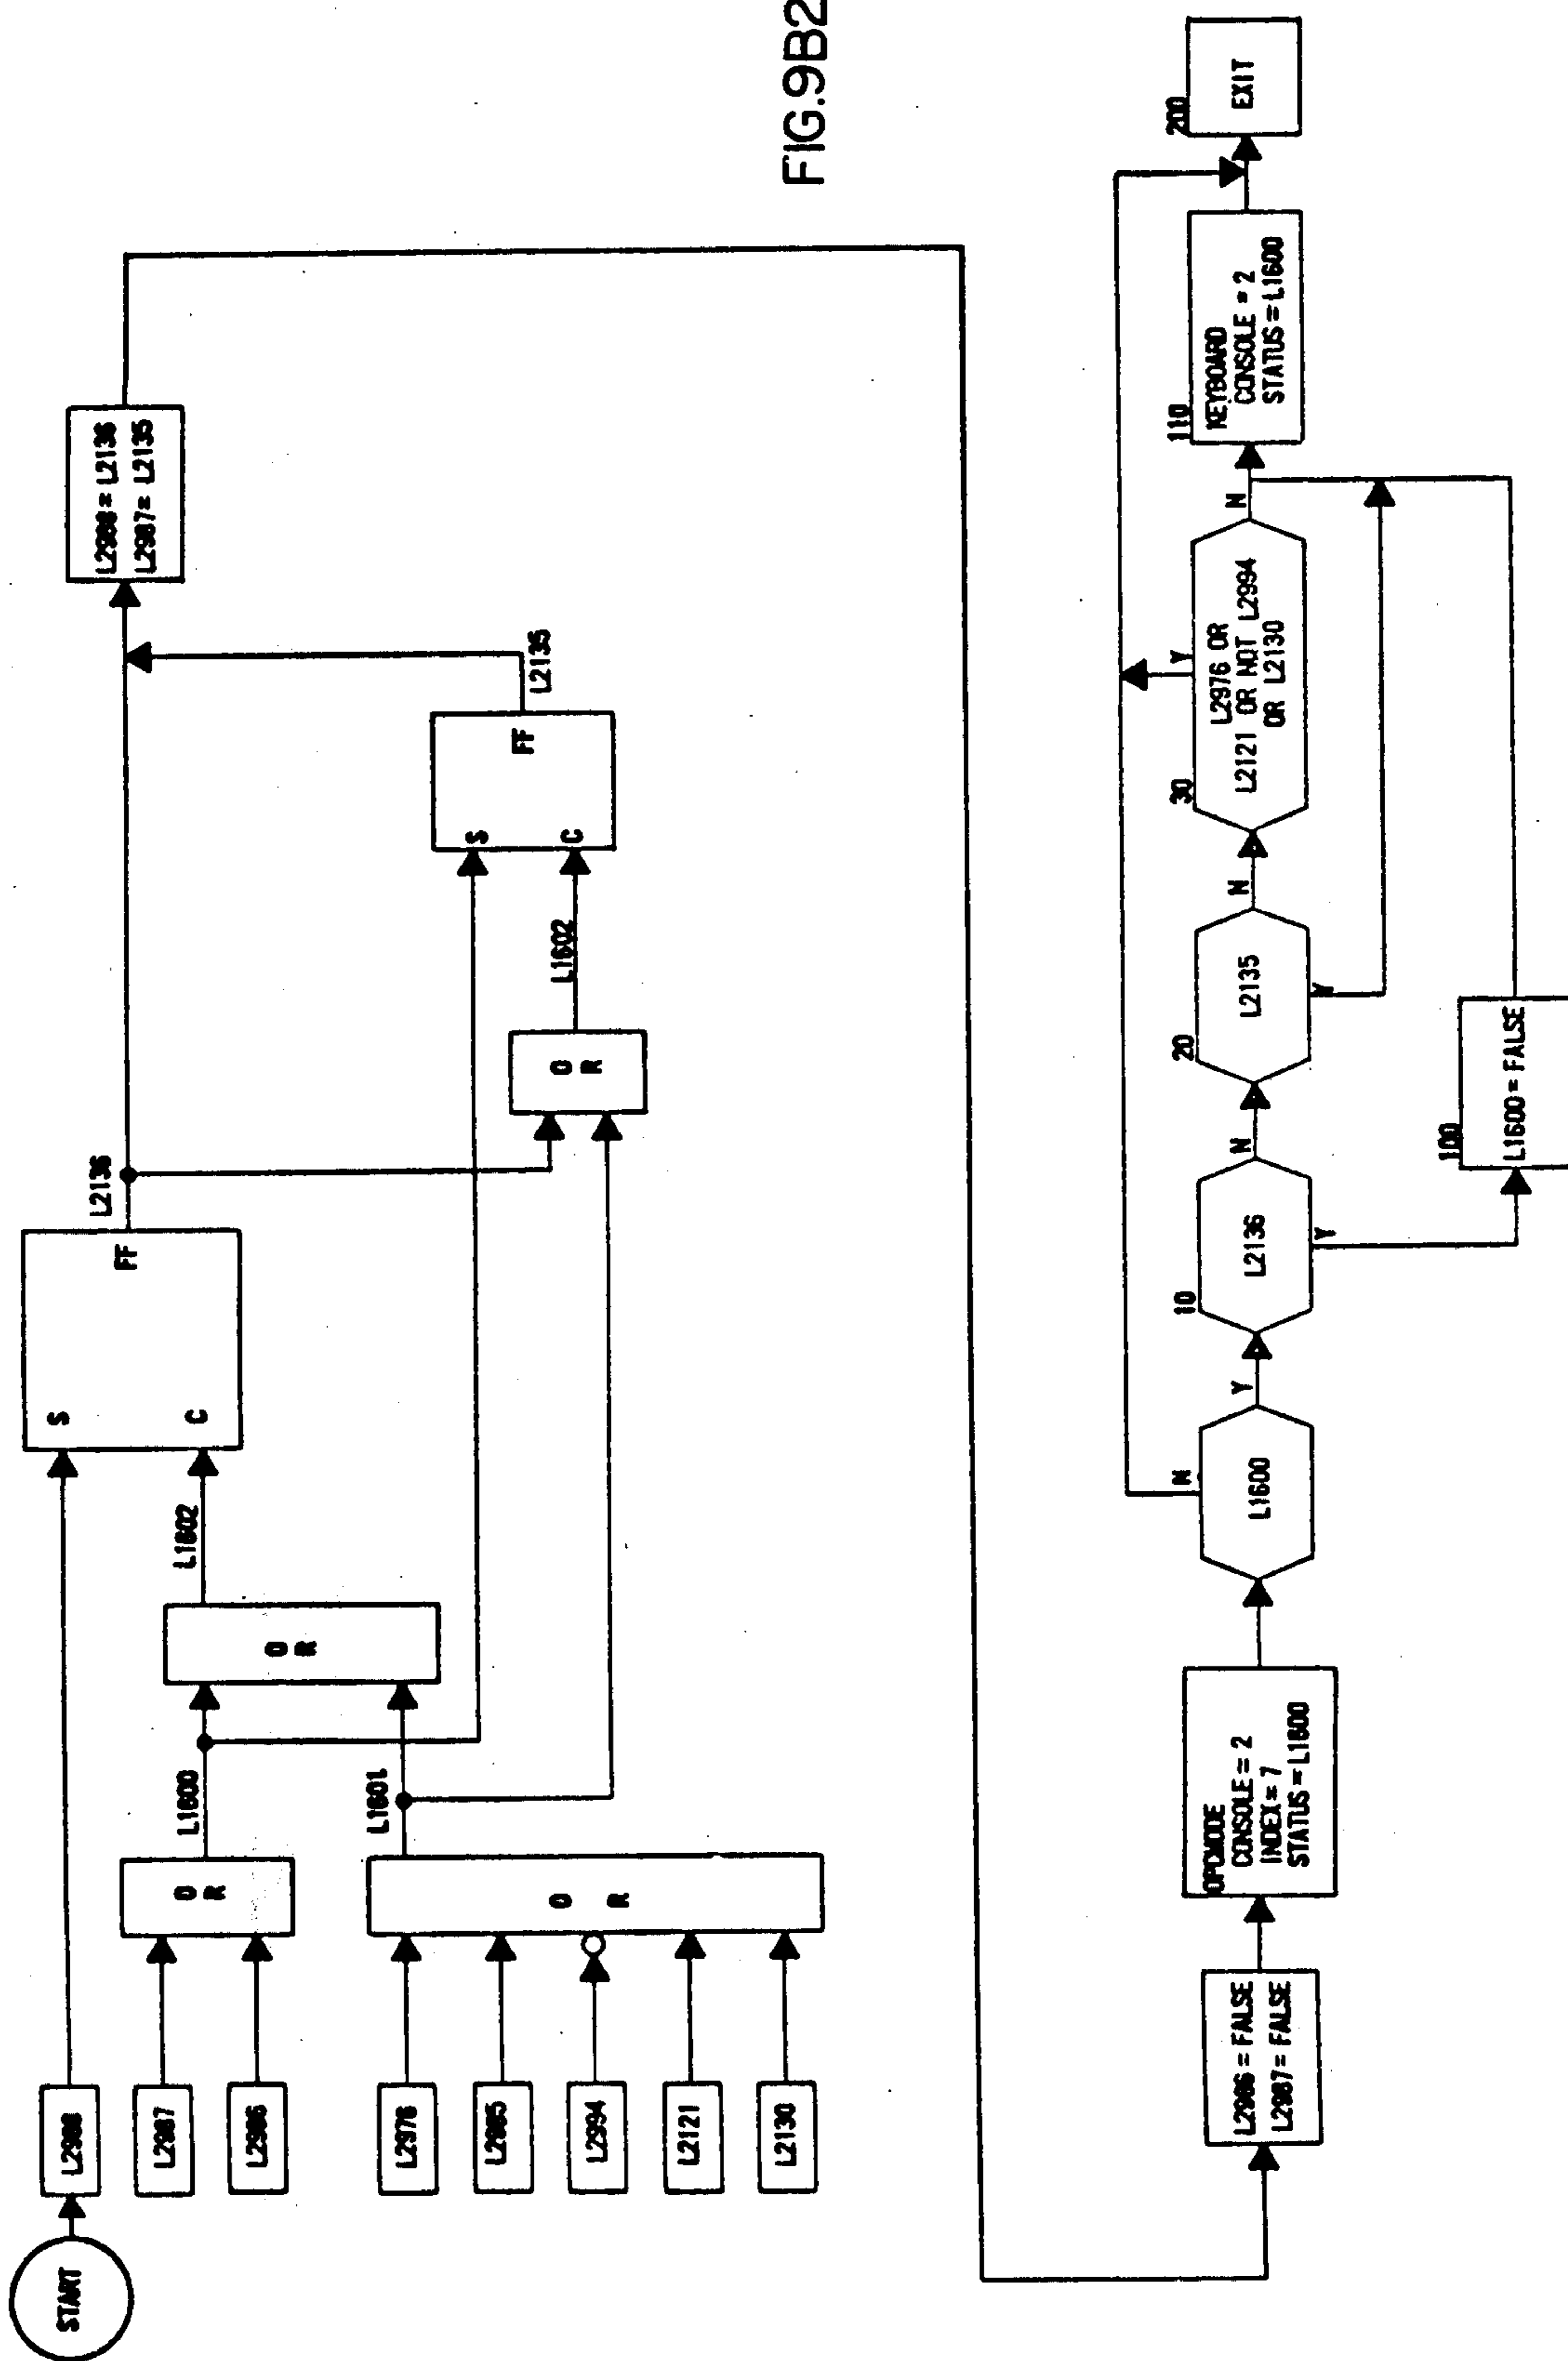 FIG.9B2
START
L2988
L2987
L2986
L2976
L2985
L2994
L2121
L2130
O
R
L1600
O
R
L1601
O
R
L1602
S
C
FF
L2136
O
R
L1602
S
C
FF
L2135
L2988 = L2136
L2987 = L2135
L2986 = FALSE
L2987 = FALSE
OPCMODE
CONSOLE = 2
INDEX = 7
STATUS = L1600
L1600
N
Y
10
L2136
N
Y
20
L2135
N
Y
30
L2976 OR
L2121 OR NOT L2994
OR L2130
Y
N
100
L1600 = FALSE
110
KEYBOARD
CONSOLE = 2
STATUS = L1600
200
EXIT